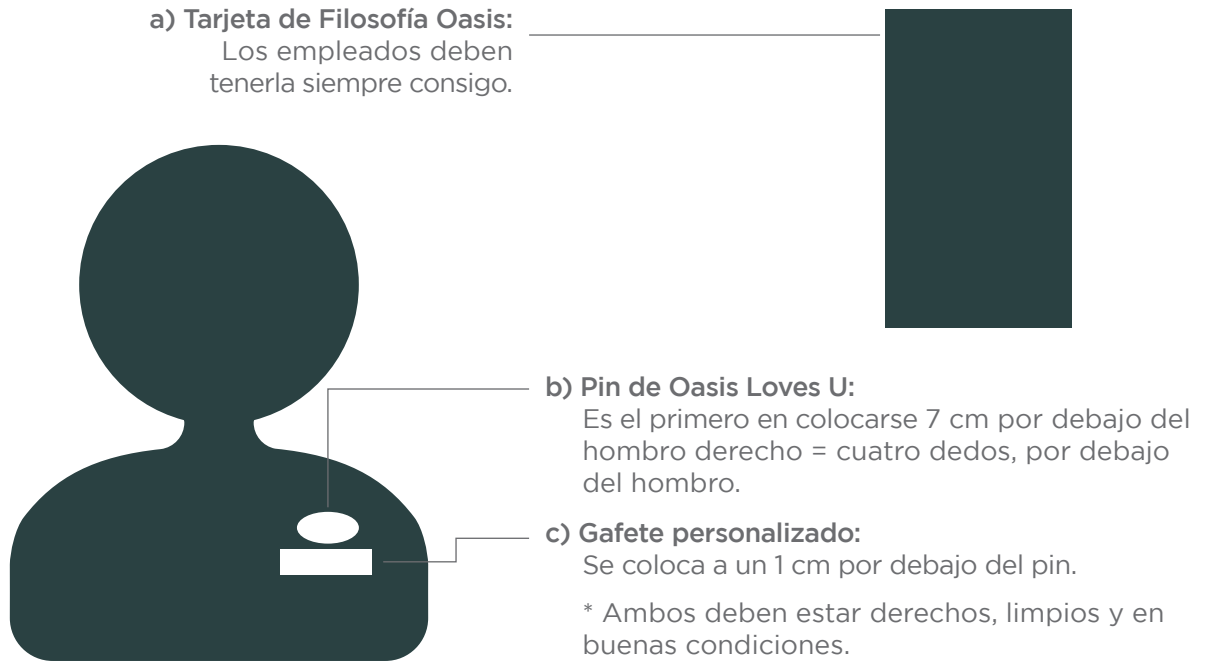 a) Tarjeta de Filosofía Oasis:
Los empleados deben
tenerla siempre consigo.
b) Pin de Oasis Loves U:
Es el primero en colocarse 7 cm por debajo del
hombro derecho = cuatro dedos, por debajo
del hombro.
c) Gafete personalizado:
Se coloca a un 1 cm por debajo del pin.
* Ambos deben estar derechos, limpios y en
buenas condiciones.